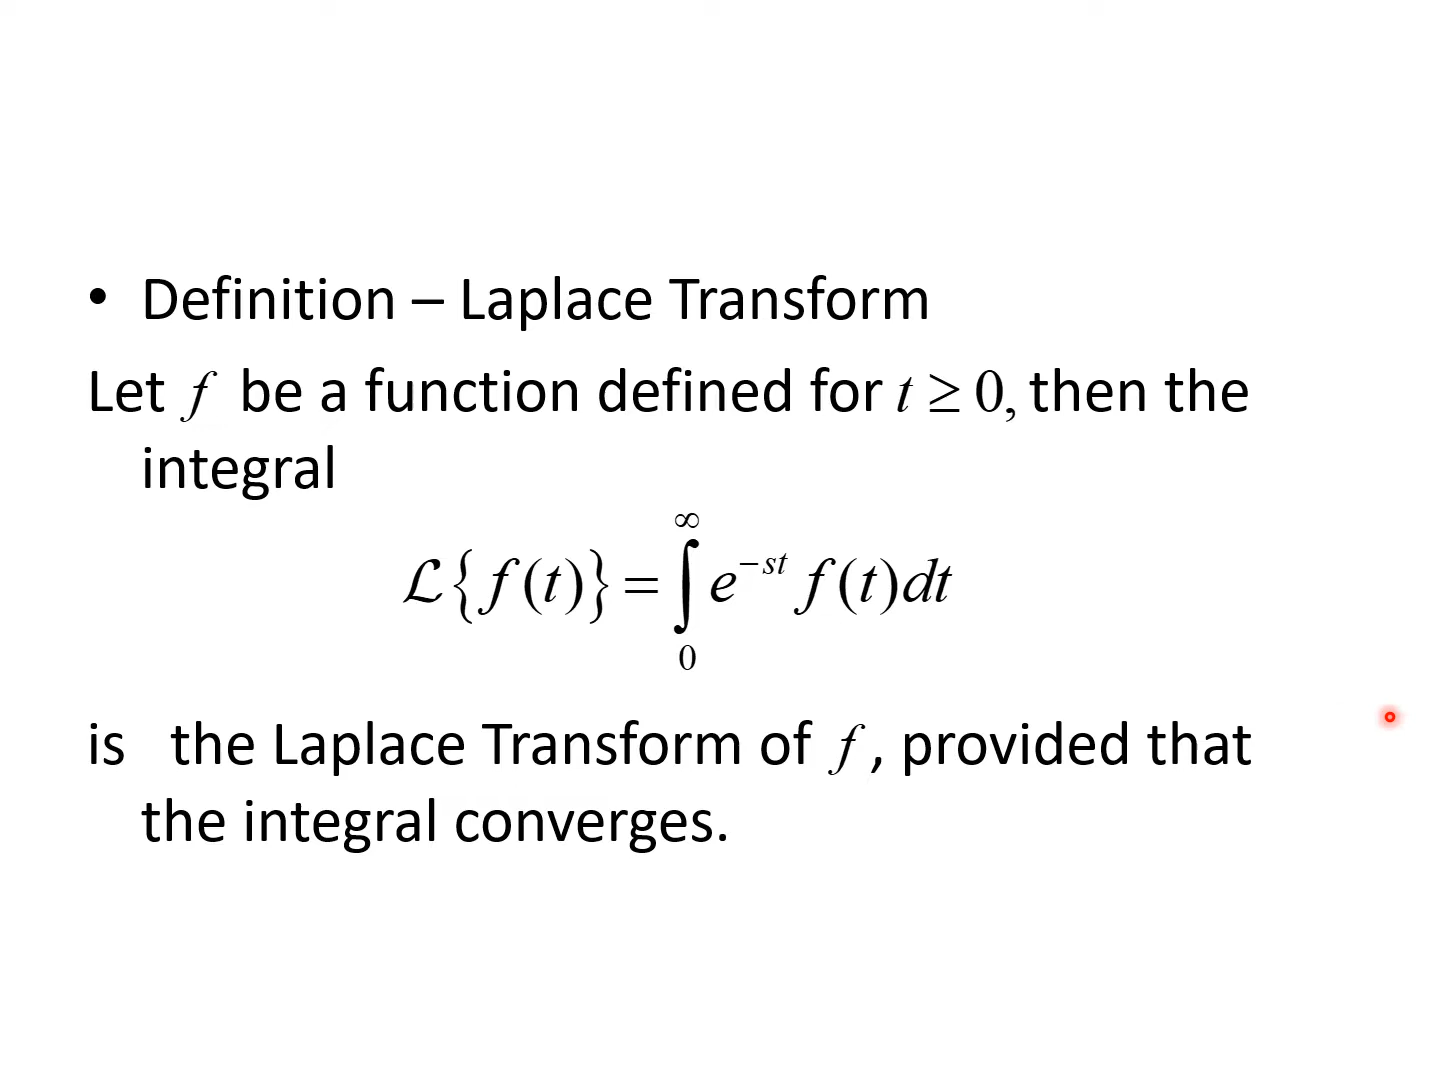 • Definition – Laplace Transform
Let f be a function defined for t ≥ 0, then the
integral
ℒ{f(t)} = ∫₀^∞ e^{-st} f(t)dt
is the Laplace Transform of f, provided that
the integral converges.